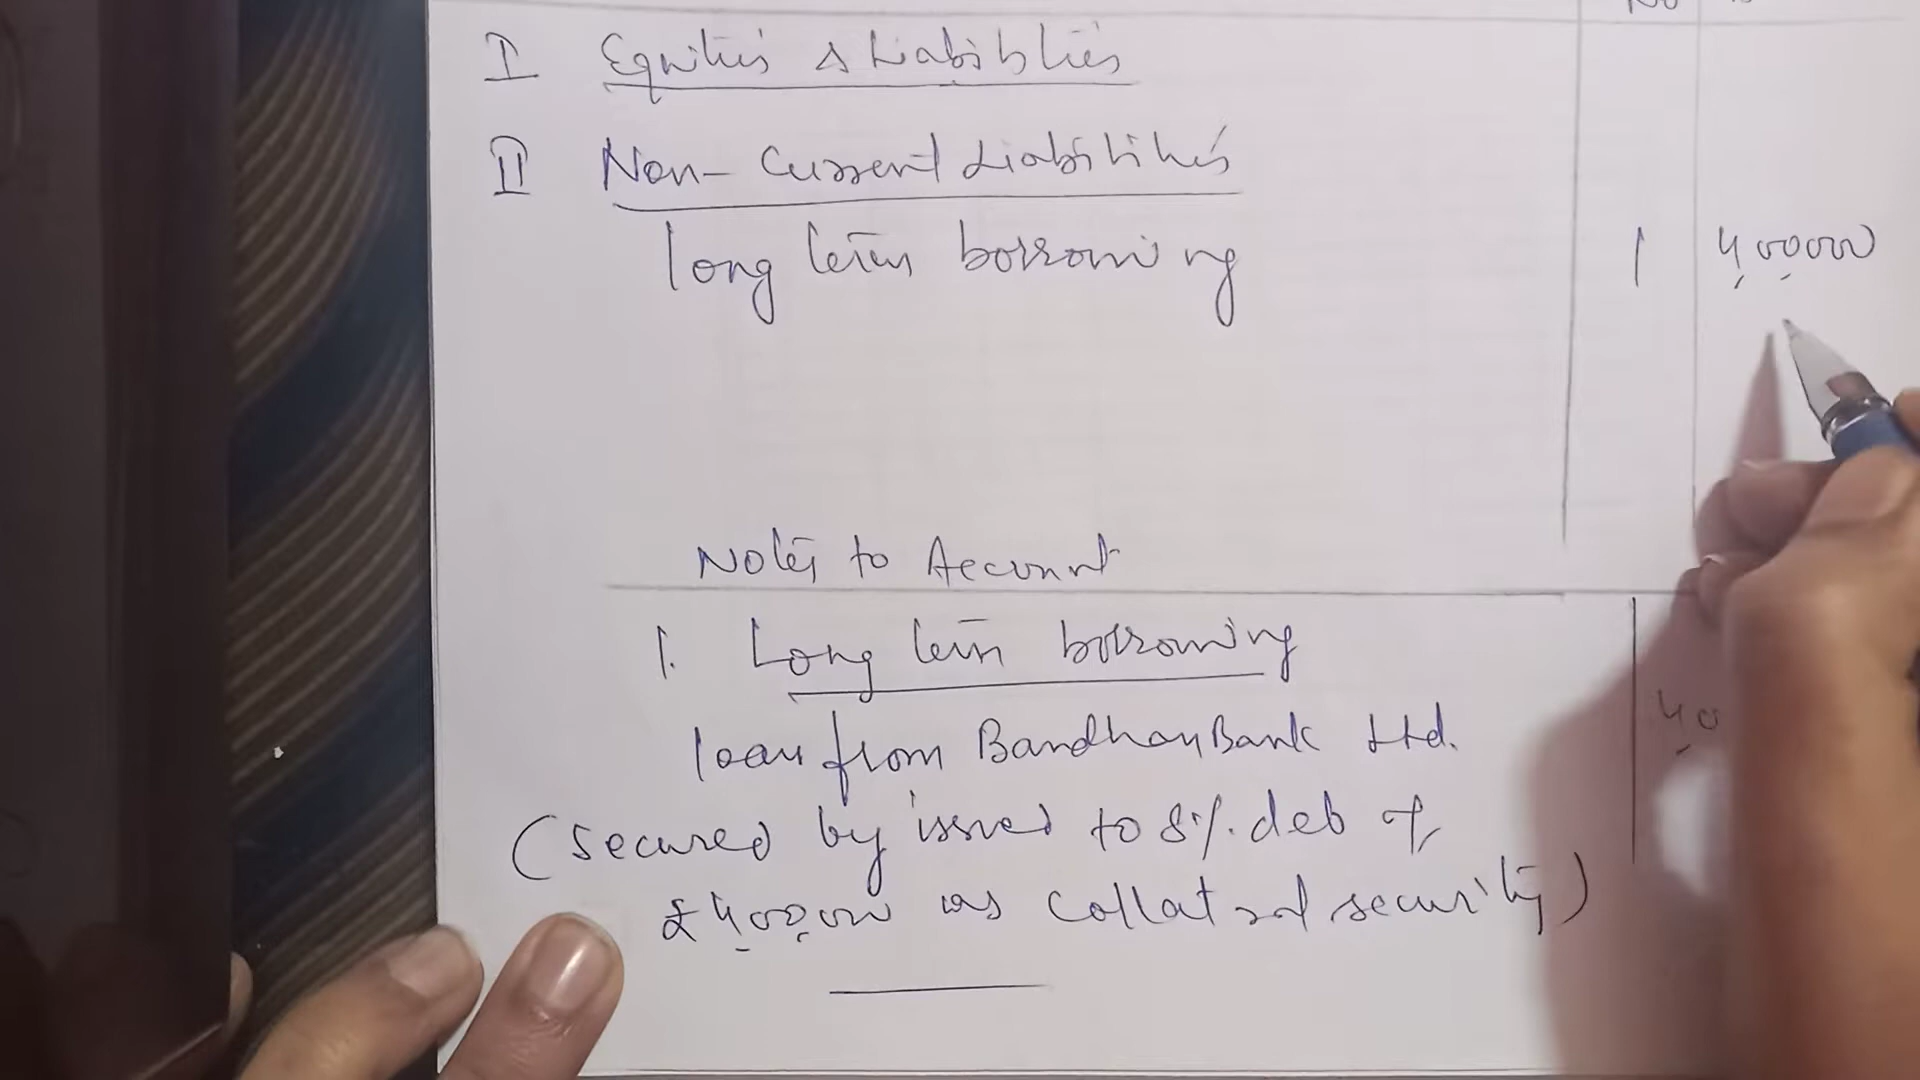 No
I Equities & Liabilities
II Non-Current Liabilities
long term borrowing 1 4,00,000
Notes to Account
1. Long term borrowing
loan from Bandhan Bank Ltd. 40
(secured by issued to 8% deb of
₹4,00,000 as collateral security)